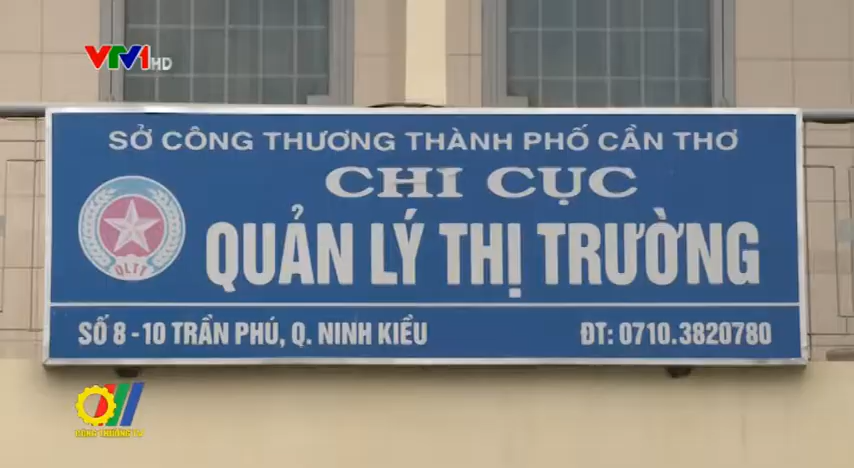 VTV1 HD
SỞ CÔNG THƯƠNG THÀNH PHỐ CẦN THƠ
CHI CỤC
QUẢN LÝ THỊ TRƯỜNG
QLTT
SỐ 8 - 10 TRẦN PHÚ, Q. NINH KIỀU
ĐT: 0710.3820780